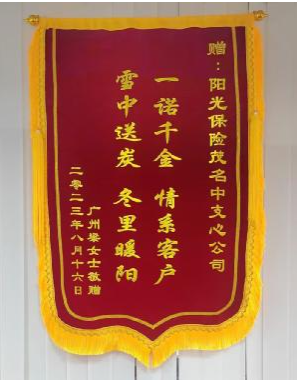 赠：阳光保险茂名中支心公司
一诺千金 情系客户
雪中送炭 冬里暖阳
广州梁女士敬赠
二零二三年八月十六日